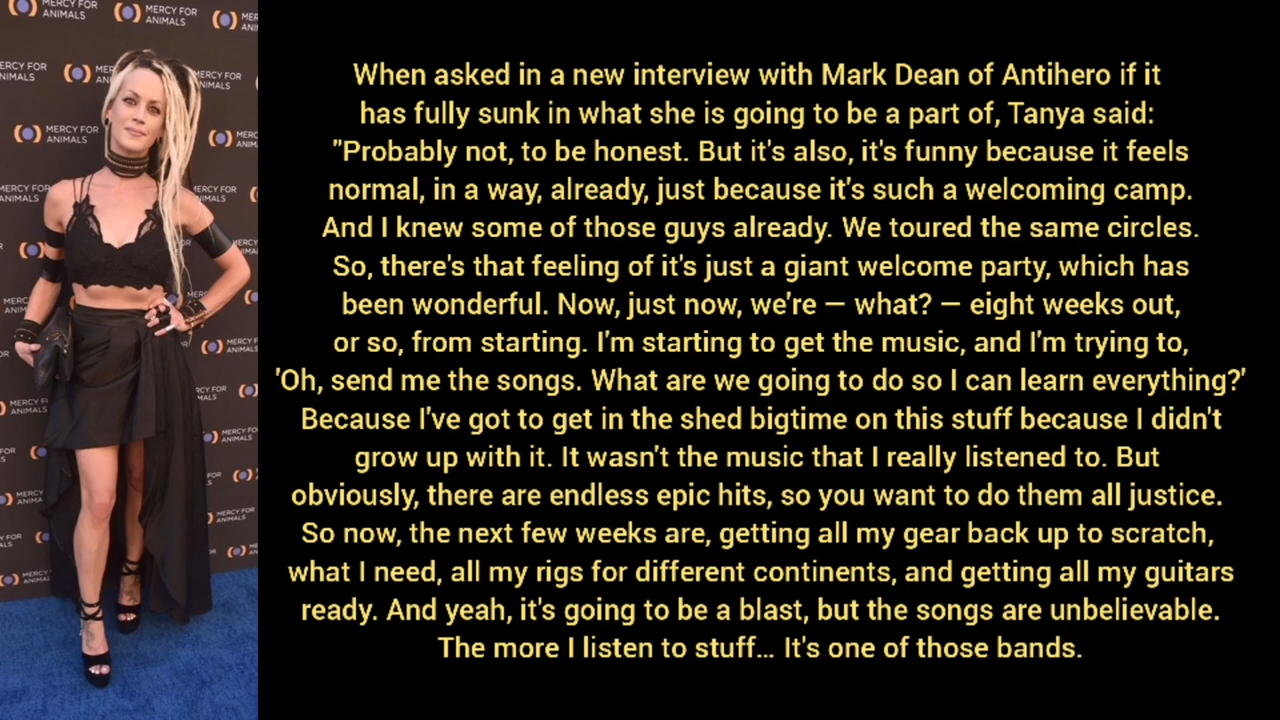 MERCY FOR ANIMALS
When asked in a new interview with Mark Dean of Antihero if it
has fully sunk in what she is going to be a part of, Tanya said:
"Probably not, to be honest. But it's also, it's funny because it feels
normal, in a way, already, just because it's such a welcoming camp.
And I knew some of those guys already. We toured the same circles.
So, there's that feeling of it's just a giant welcome party, which has
been wonderful. Now, just now, we're — what? — eight weeks out,
or so, from starting. I'm starting to get the music, and I'm trying to,
'Oh, send me the songs. What are we going to do so I can learn everything?'
Because I've got to get in the shed bigtime on this stuff because I didn't
grow up with it. It wasn't the music that I really listened to. But
obviously, there are endless epic hits, so you want to do them all justice.
So now, the next few weeks are, getting all my gear back up to scratch,
what I need, all my rigs for different continents, and getting all my guitars
ready. And yeah, it's going to be a blast, but the songs are unbelievable.
The more I listen to stuff… It's one of those bands.